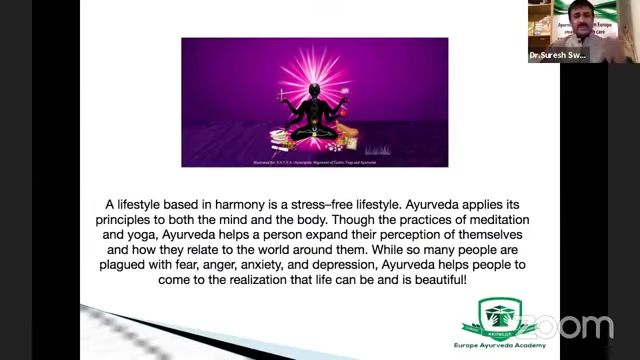 Dr.Suresh Sw...
A lifestyle based in harmony is a stress–free lifestyle. Ayurveda applies its
principles to both the mind and the body. Though the practices of meditation
and yoga, Ayurveda helps a person expand their perception of themselves
and how they relate to the world around them. While so many people are
plagued with fear, anger, anxiety, and depression, Ayurveda helps people to
come to the realization that life can be and is beautiful!
AYURVEDA
Europe Ayurveda Academy
zoom